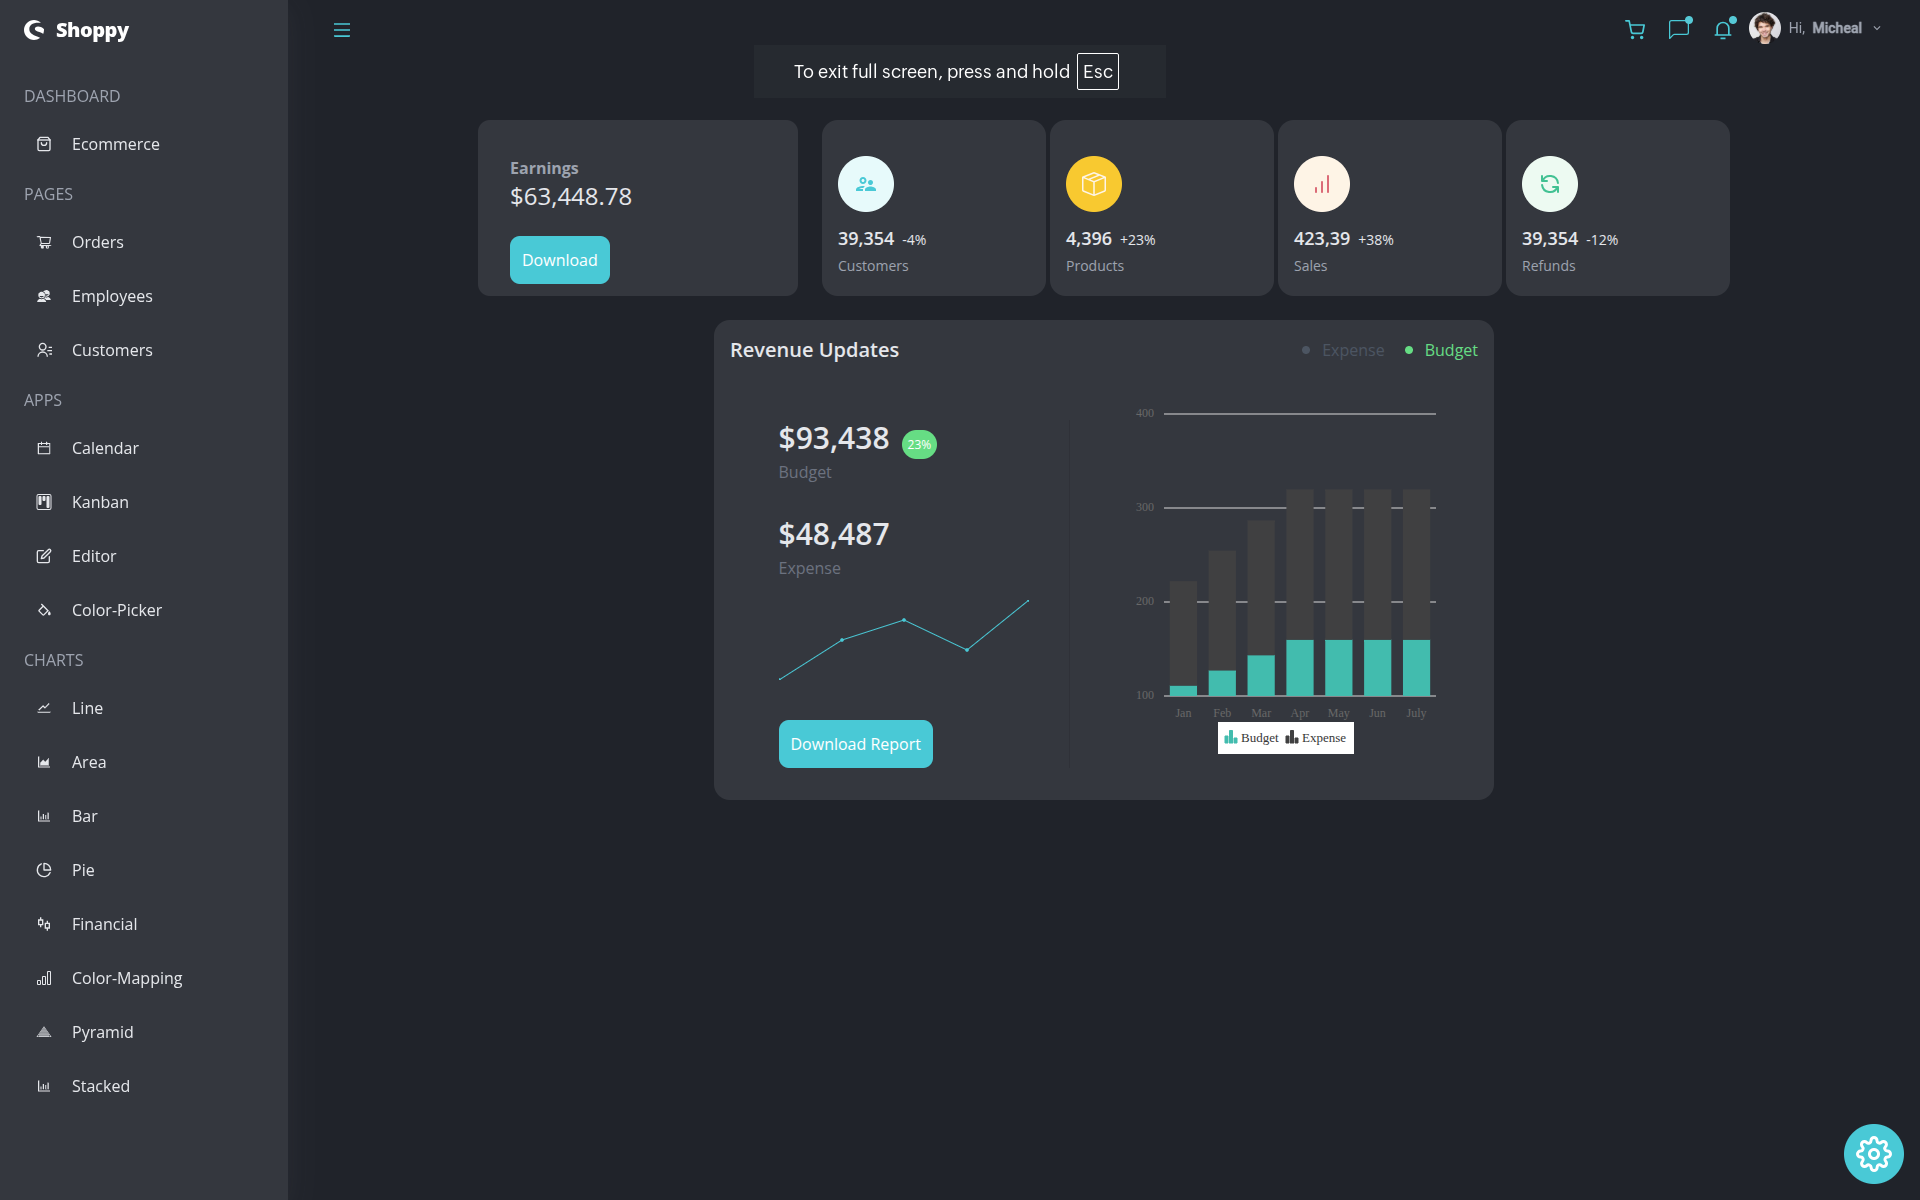 Shoppy
Hi, Micheal
To exit full screen, press and hold Esc
DASHBOARD
Ecommerce
PAGES
Orders
Employees
Customers
APPS
Calendar
Kanban
Editor
Color-Picker
CHARTS
Line
Area
Bar
Pie
Financial
Color-Mapping
Pyramid
Stacked
Earnings
$63,448.78
Download
39,354 -4%
Customers
4,396 +23%
Products
423,39 +38%
Sales
39,354 -12%
Refunds
Revenue Updates
Expense Budget
$93,438 23%
Budget
$48,487
Expense
Download Report
400
300
200
100
Jan Feb Mar Apr May Jun July
Budget Expense